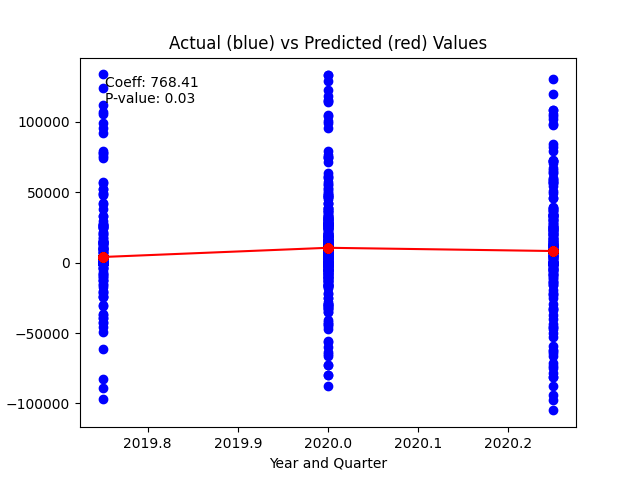 Actual (blue) vs Predicted (red) Values
Coeff: 768.41
P-value: 0.03
100000
50000
0
−50000
−100000
2019.8 2019.9 2020.0 2020.1 2020.2
Year and Quarter